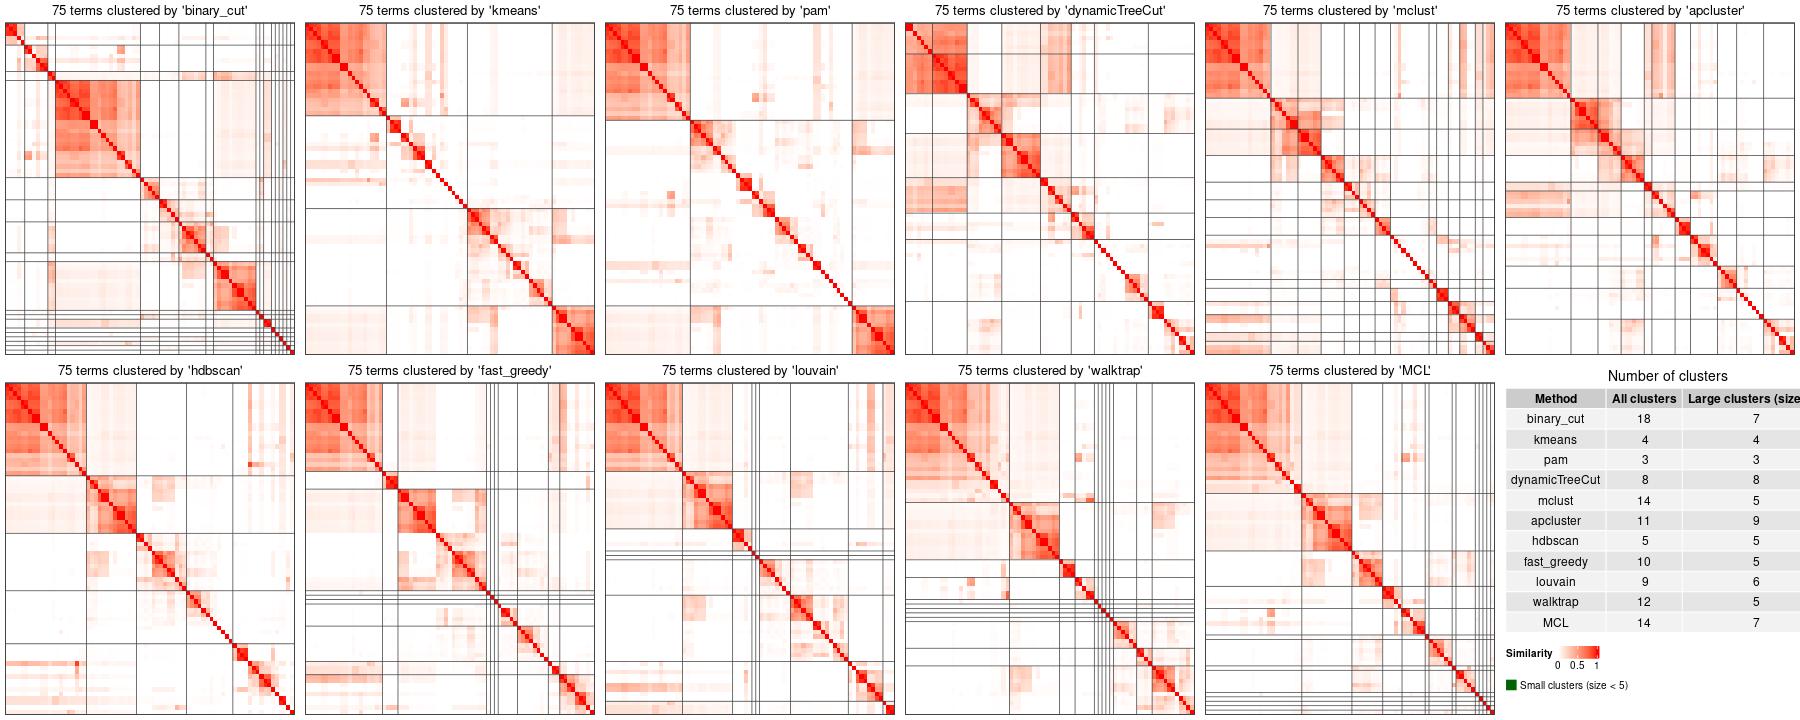 75 terms clustered by 'binary_cut'
75 terms clustered by 'kmeans'
75 terms clustered by 'pam'
75 terms clustered by 'dynamicTreeCut'
75 terms clustered by 'mclust'
75 terms clustered by 'apcluster'
75 terms clustered by 'hdbscan'
75 terms clustered by 'fast_greedy'
75 terms clustered by 'louvain'
75 terms clustered by 'walktrap'
75 terms clustered by 'MCL'
Number of clusters
Method All clusters Large clusters (size
binary_cut 18 7
kmeans 4 4
pam 3 3
dynamicTreeCut 8 8
mclust 14 5
apcluster 11 9
hdbscan 5 5
fast_greedy 10 5
louvain 9 6
walktrap 12 5
MCL 14 7
Similarity
0 0.5 1
Small clusters (size < 5)